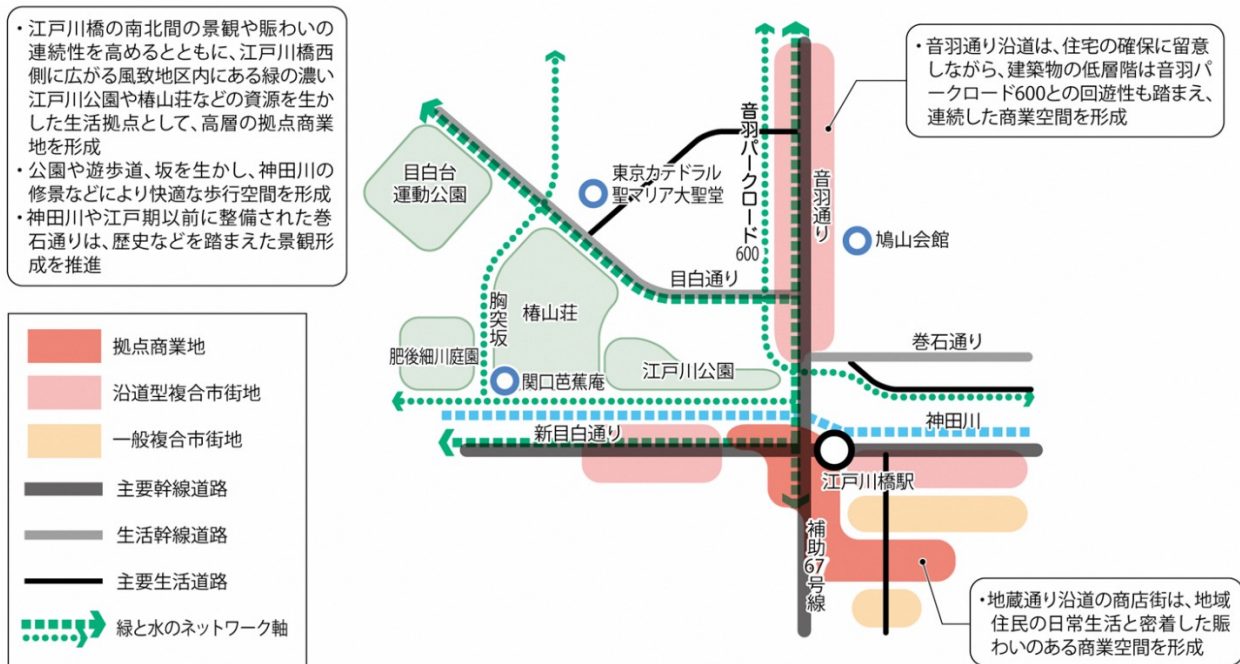 ・江戸川橋の南北間の景観や賑わいの
連続性を高めるとともに、江戸川橋西
側に広がる風致地区内にある緑の濃い
江戸川公園や椿山荘などの資源を生か
した生活拠点として、高層の拠点商業
地を形成
・公園や遊歩道、坂を生かし、神田川の
修景などにより快適な歩行空間を形成
・神田川や江戸期以前に整備された巻
石通りは、歴史などを踏まえた景観形
成を推進
・音羽通り沿道は、住宅の確保に留意
しながら、建築物の低層階は音羽パ
ークロード600との回遊性も踏まえ、
連続した商業空間を形成
目白台
運動公園
東京カテドラル
聖マリア大聖堂
音羽パークロード
600
音羽通り
鳩山会館
目白通り
胸突坂
椿山荘
肥後細川庭園
関口芭蕉庵
江戸川公園
巻石通り
神田川
新目白通り
江戸川橋駅
補助67号線
拠点商業地
沿道型複合市街地
一般複合市街地
主要幹線道路
生活幹線道路
主要生活道路
緑と水のネットワーク軸
・地蔵通り沿道の商店街は、地域
住民の日常生活と密着した賑
わいのある商業空間を形成